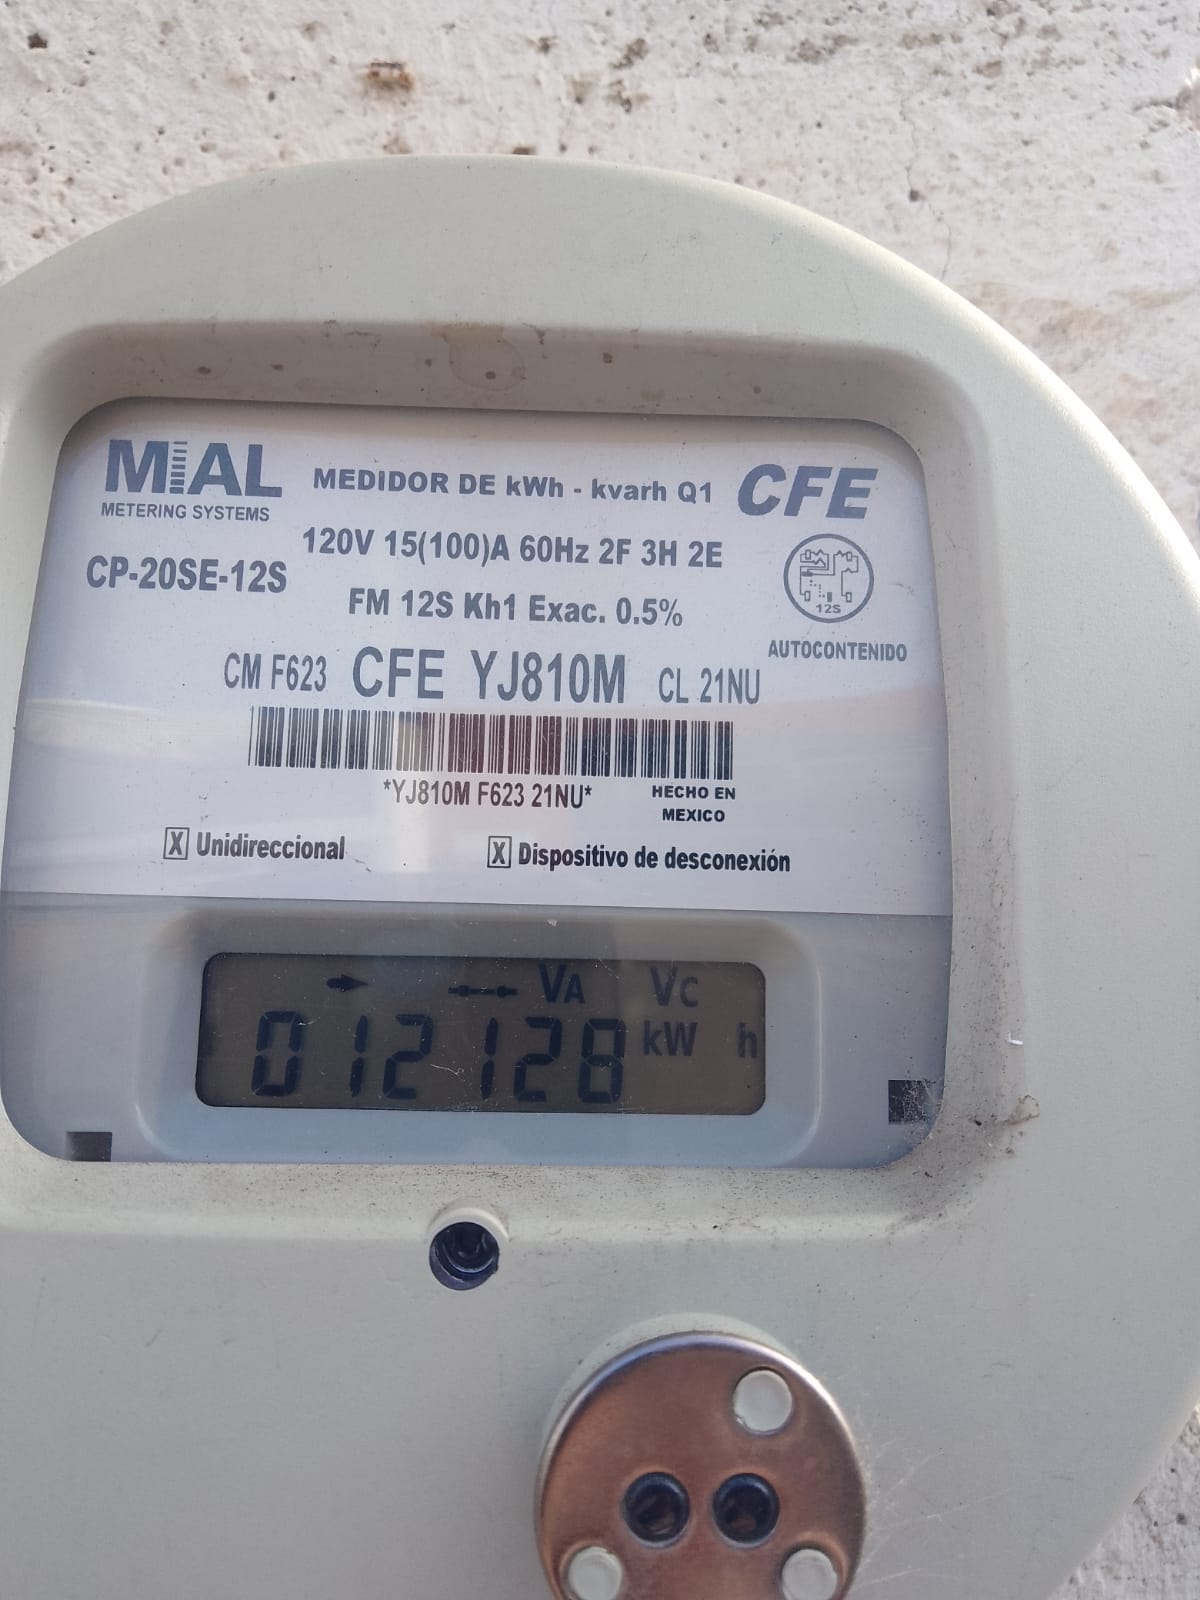 MIAL
METERING SYSTEMS
MEDIDOR DE kWh - kvarh Q1
CFE
120V 15(100)A 60Hz 2F 3H 2E
CP-20SE-12S
FM 12S Kh1 Exac. 0.5%
12S
AUTOCONTENIDO
CM F623 CFE YJ810M CL 21NU
*YJ810M F623 21NU*
HECHO EN
MEXICO
X Unidireccional
X Dispositivo de desconexión
VA VC
012128 kW h